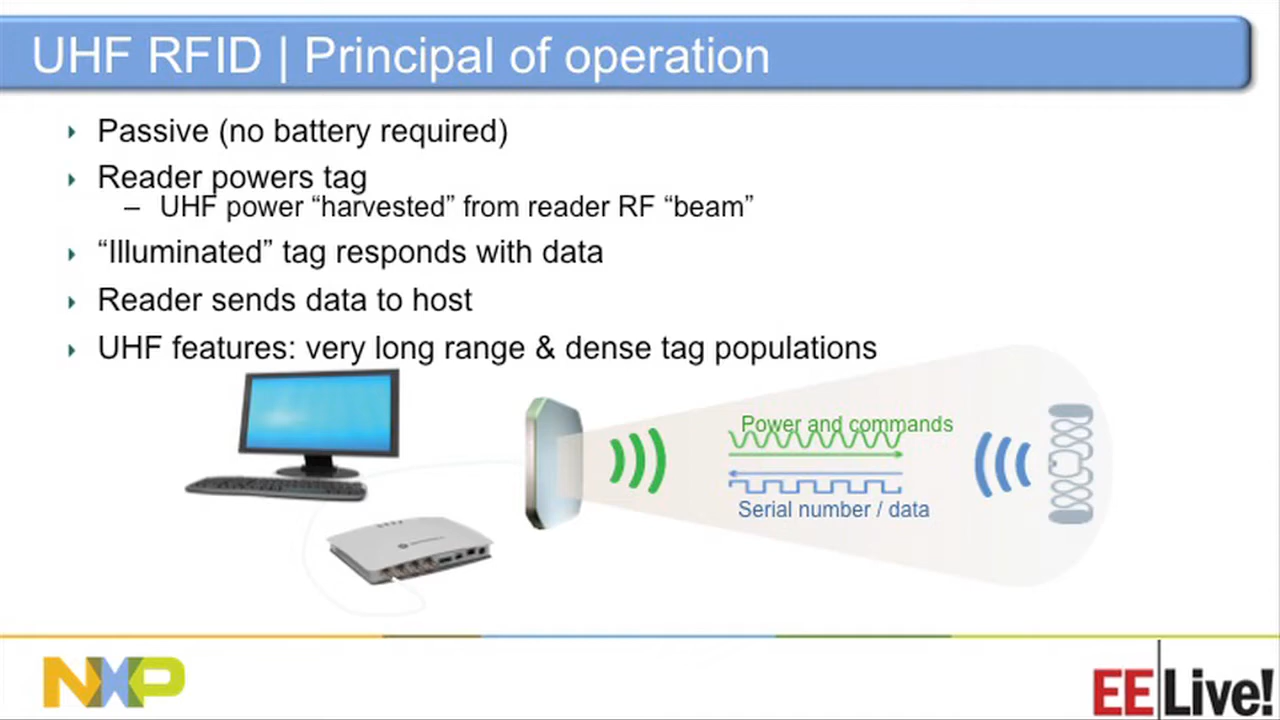 UHF RFID | Principal of operation
Passive (no battery required)
Reader powers tag
– UHF power “harvested” from reader RF “beam”
“Illuminated” tag responds with data
Reader sends data to host
UHF features: very long range & dense tag populations
Power and commands
Serial number / data
NXP
EE Live!